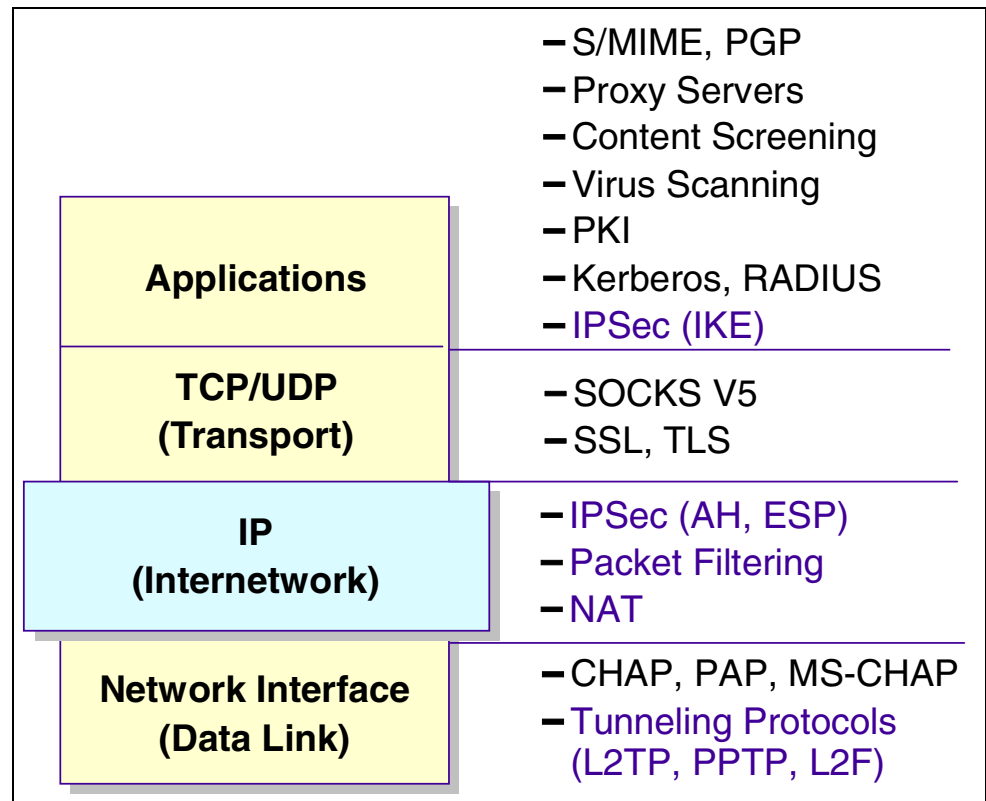 – S/MIME, PGP
– Proxy Servers
– Content Screening
– Virus Scanning
– PKI
– Kerberos, RADIUS
– IPSec (IKE)
Applications
TCP/UDP
(Transport)
– SOCKS V5
– SSL, TLS
IP
(Internetwork)
– IPSec (AH, ESP)
– Packet Filtering
– NAT
Network Interface
(Data Link)
– CHAP, PAP, MS-CHAP
– Tunneling Protocols
(L2TP, PPTP, L2F)